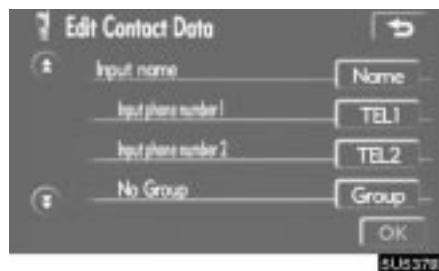 Edit Contact Data
Input name Name
Input phone number 1 TEL1
Input phone number 2 TEL2
No Group Group
OK
5U5378